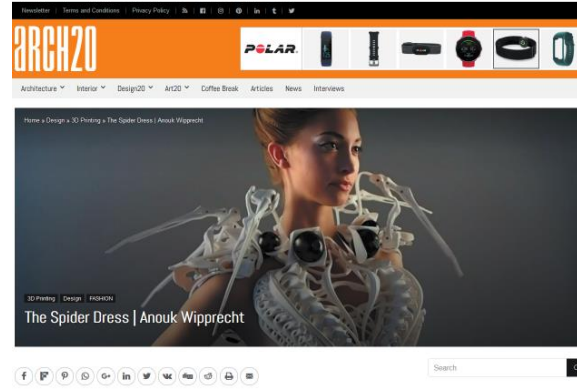 Newsletter | Terms and Conditions | Privacy Policy
ARCH20
POLAR.
Architecture Interior Design20 Art20 Coffee Break Articles News Interviews
Home » Design » 3D Printing » The Spider Dress | Anouk Wipprecht
3D Printing Design FASHION
The Spider Dress | Anouk Wipprecht
Search